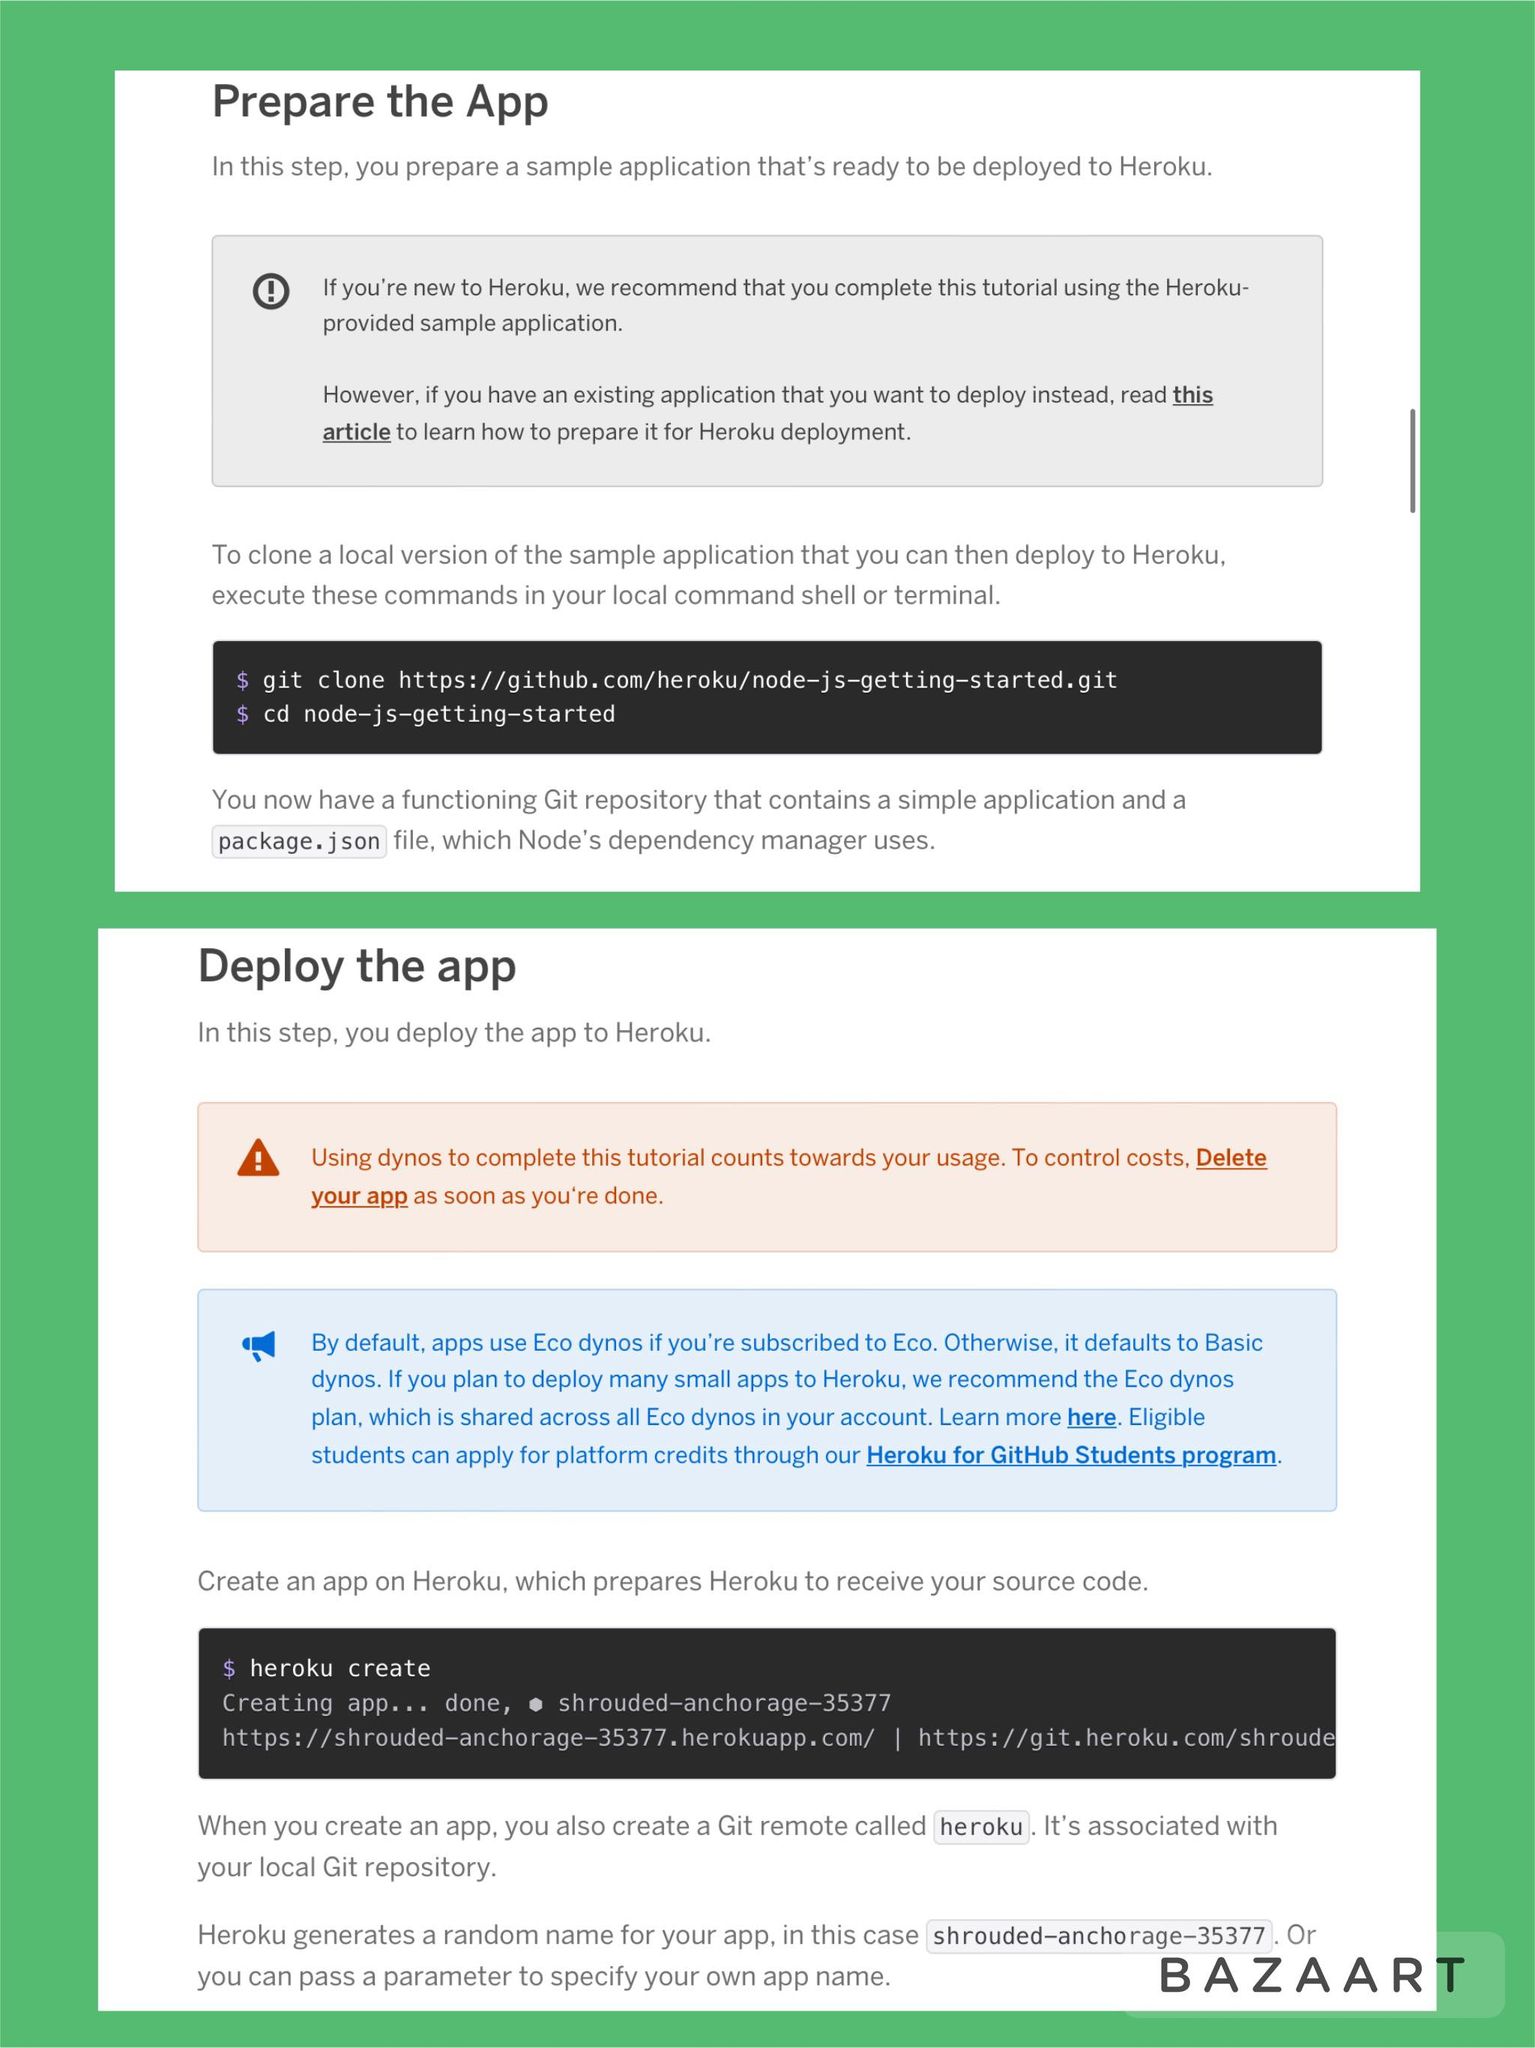 Prepare the App
In this step, you prepare a sample application that’s ready to be deployed to Heroku.
If you’re new to Heroku, we recommend that you complete this tutorial using the Heroku-
provided sample application.
However, if you have an existing application that you want to deploy instead, read this
article to learn how to prepare it for Heroku deployment.
To clone a local version of the sample application that you can then deploy to Heroku,
execute these commands in your local command shell or terminal.
$ git clone https://github.com/heroku/node-js-getting-started.git
$ cd node-js-getting-started
You now have a functioning Git repository that contains a simple application and a
package.json file, which Node’s dependency manager uses.
Deploy the app
In this step, you deploy the app to Heroku.
Using dynos to complete this tutorial counts towards your usage. To control costs, Delete
your app as soon as you‘re done.
By default, apps use Eco dynos if you’re subscribed to Eco. Otherwise, it defaults to Basic
dynos. If you plan to deploy many small apps to Heroku, we recommend the Eco dynos
plan, which is shared across all Eco dynos in your account. Learn more here. Eligible
students can apply for platform credits through our Heroku for GitHub Students program.
Create an app on Heroku, which prepares Heroku to receive your source code.
$ heroku create
Creating app... done, ⬢ shrouded-anchorage-35377
https://shrouded-anchorage-35377.herokuapp.com/ | https://git.heroku.com/shroude
When you create an app, you also create a Git remote called heroku. It’s associated with
your local Git repository.
Heroku generates a random name for your app, in this case shrouded-anchorage-35377. Or
you can pass a parameter to specify your own app name.
BAZAART